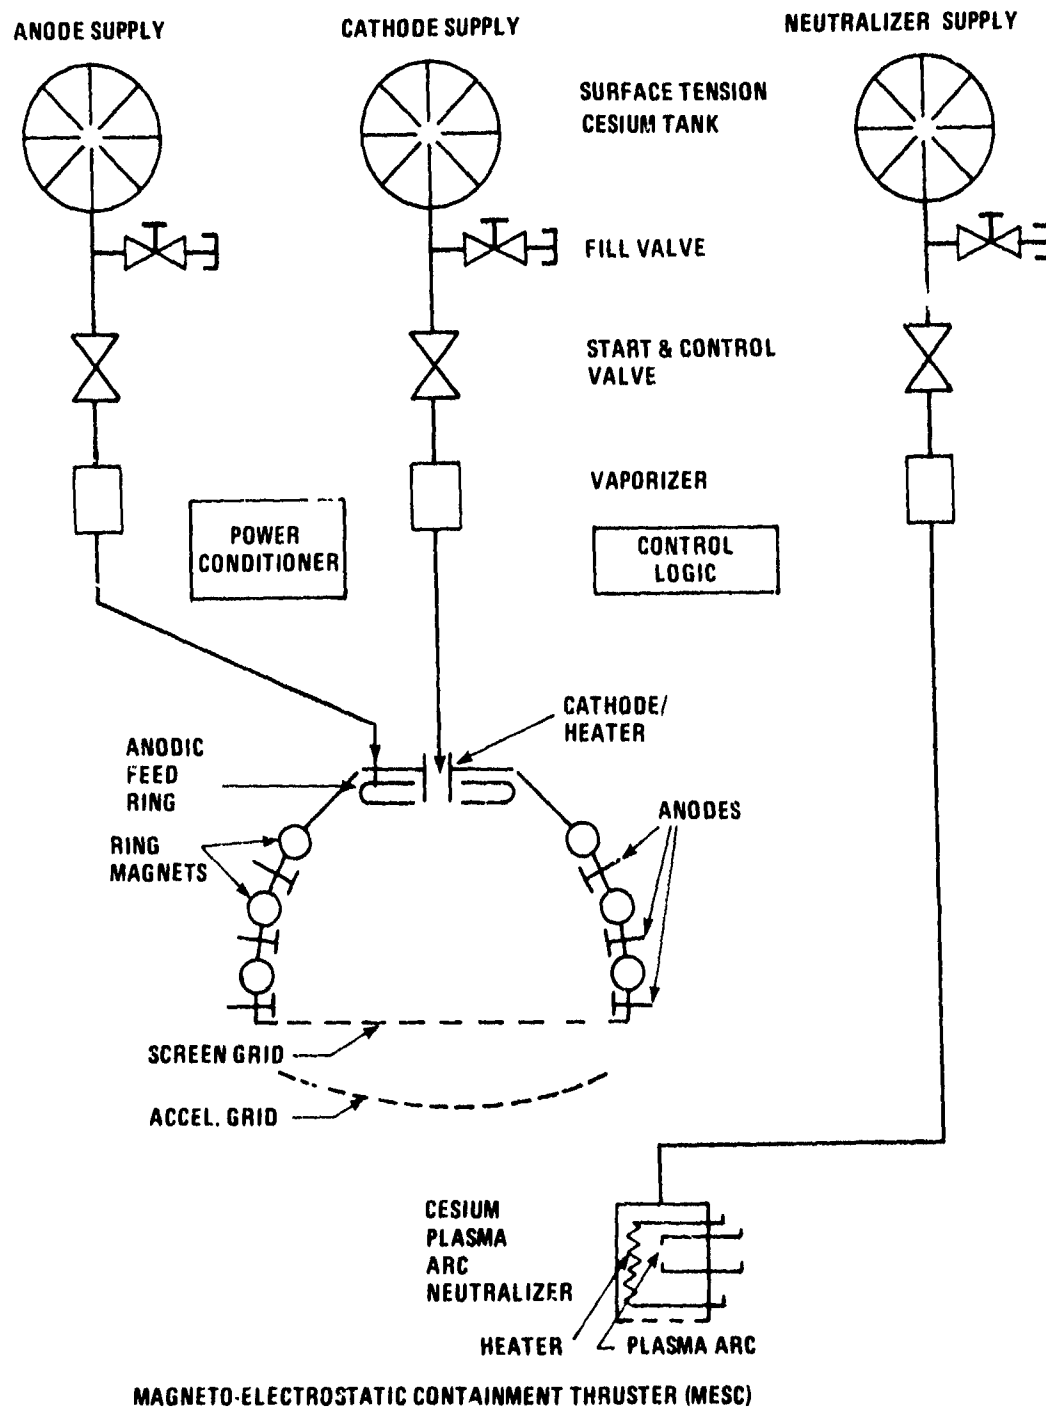 ANODE SUPPLY
CATHODE SUPPLY
NEUTRALIZER SUPPLY
SURFACE TENSION
CESIUM TANK
FILL VALVE
START & CONTROL
VALVE
VAPORIZER
POWER
CONDITIONER
CONTROL
LOGIC
CATHODE/
HEATER
ANODIC
FEED
RING
ANODES
RING
MAGNETS
SCREEN GRID
ACCEL. GRID
CESIUM
PLASMA
ARC
NEUTRALIZER
HEATER
PLASMA ARC
MAGNETO-ELECTROSTATIC CONTAINMENT THRUSTER (MESC)